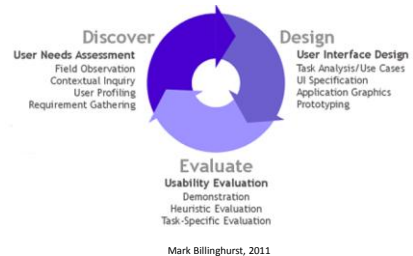 Discover
User Needs Assessment
Field Observation
Contextual Inquiry
User Profiling
Requirement Gathering
Design
User Interface Design
Task Analysis/Use Cases
UI Specification
Application Graphics
Prototyping
Evaluate
Usability Evaluation
Demonstration
Heuristic Evaluation
Task-Specific Evaluation
Mark Billinghurst, 2011